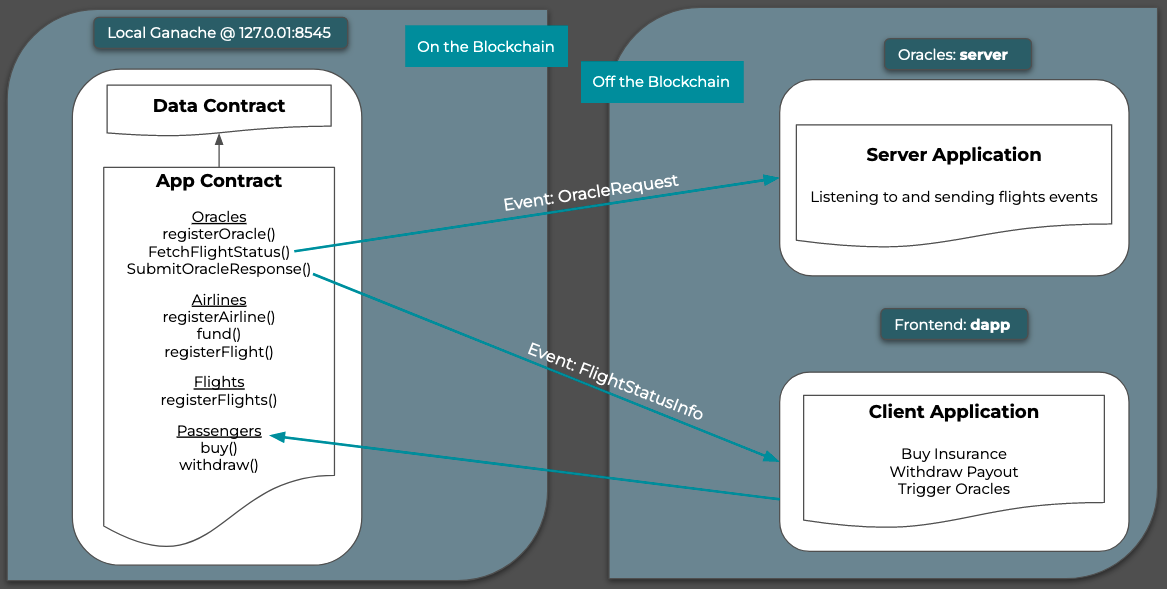 Local Ganache @ 127.0.01:8545
On the Blockchain
Off the Blockchain
Data Contract
App Contract
Oracles
registerOracle()
FetchFlightStatus()
SubmitOracleResponse()
Airlines
registerAirline()
fund()
registerFlight()
Flights
registerFlights()
Passengers
buy()
withdraw()
Event: OracleRequest
Event: FlightStatusInfo
Oracles: server
Server Application
Listening to and sending flights events
Frontend: dapp
Client Application
Buy Insurance
Withdraw Payout
Trigger Oracles